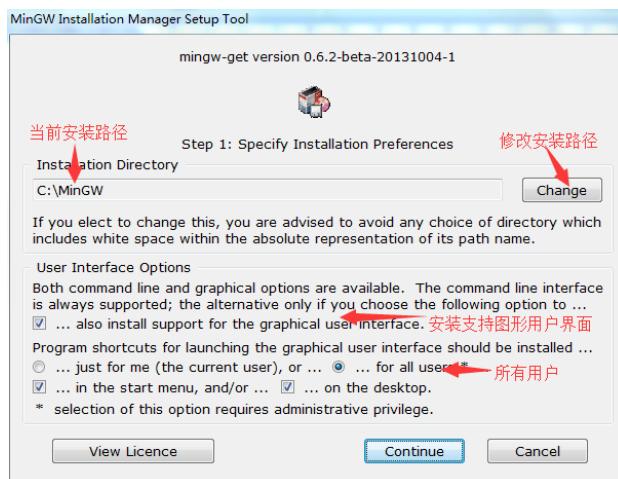 MinGW Installation Manager Setup Tool
mingw-get version 0.6.2-beta-20131004-1
当前安装路径
修改安装路径
Step 1: Specify Installation Preferences
Installation Directory
C:\MinGW
Change
If you elect to change this, you are advised to avoid any choice of directory which
includes white space within the absolute representation of its path name.
User Interface Options
Both command line and graphical options are available. The command line interface
is always supported; the alternative only if you choose the following option to ...
... also install support for the graphical user interface. 安装支持图形用户界面
Program shortcuts for launching the graphical user interface should be installed ...
... just for me (the current user), or ... ... for all users * 所有用户
... in the start menu, and/or ... ... on the desktop.
* selection of this option requires administrative privilege.
View Licence Continue Cancel